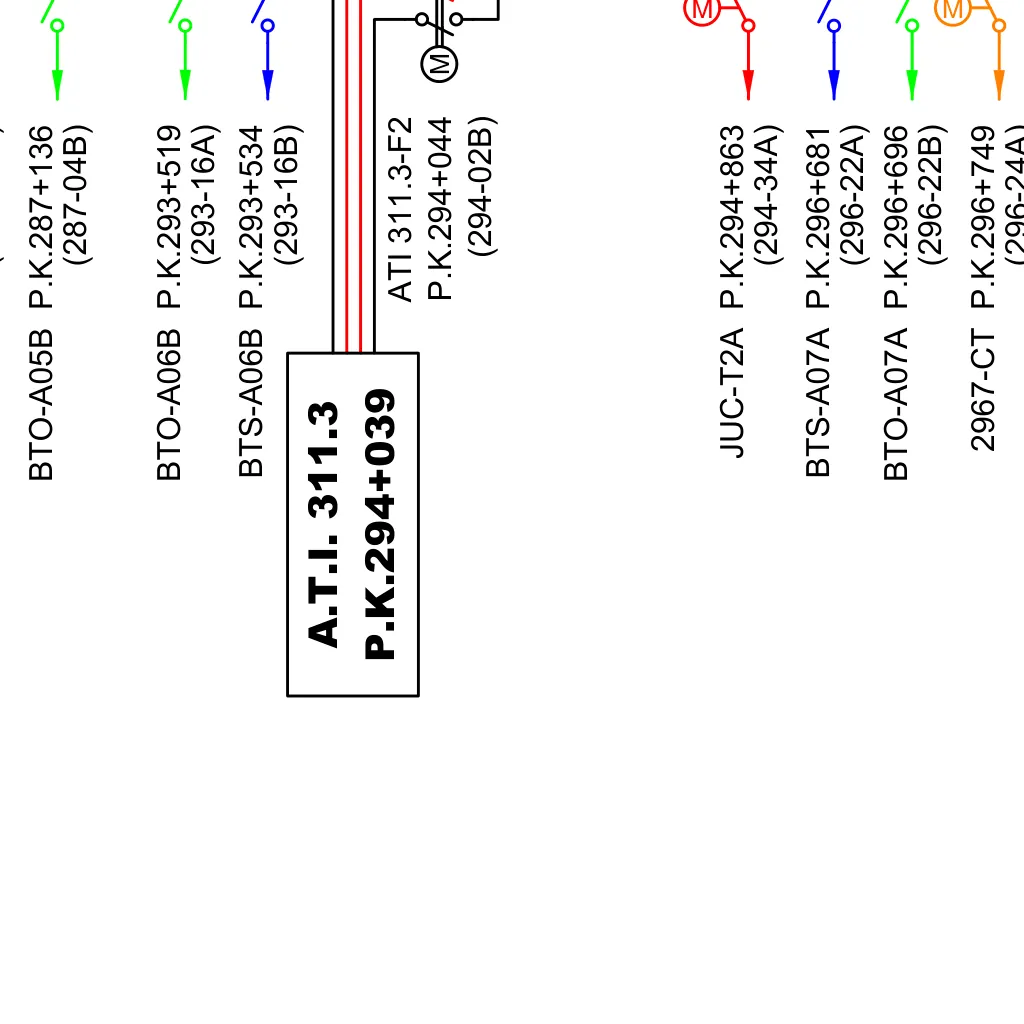 BTO-A05B P.K.287+136
(287-04B)
BTO-A06B P.K.293+519
(293-16A)
BTS-A06B P.K.293+534
(293-16B)
A.T.I. 311.3
P.K.294+039
ATI 311.3-F2
P.K.294+044
(294-02B)
M
M
JUC-T2A P.K.294+863
(294-34A)
BTS-A07A P.K.296+681
(296-22A)
BTO-A07A P.K.296+696
(296-22B)
M
2967-CT P.K.296+749
(296-24A)